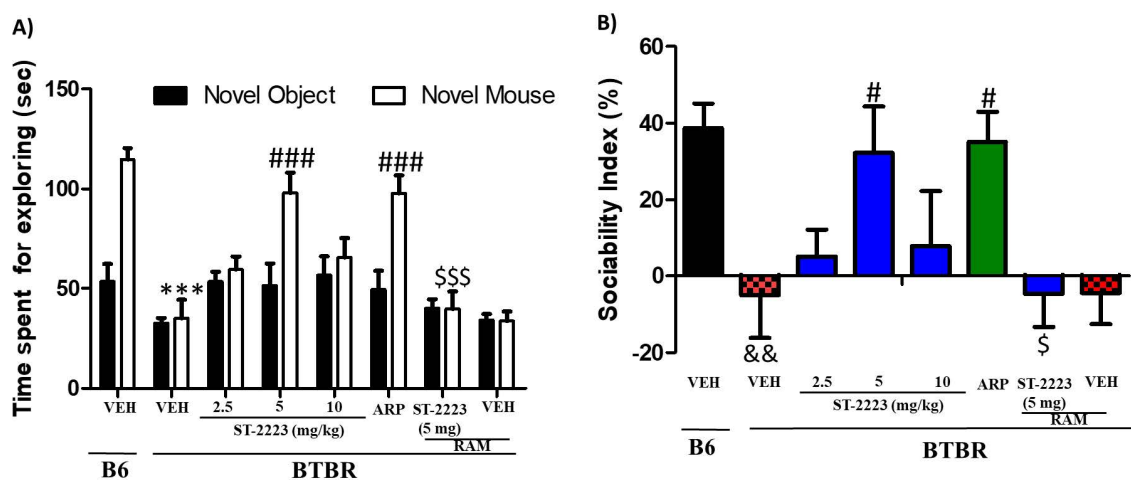 A)
Time spent for exploring (sec)
150
100
50
0
Novel Object
Novel Mouse
***
###
###
$$$
VEH VEH 2.5 5 10 ARP ST-2223 VEH
(5 mg)
ST-2223 (mg/kg)
RAM
B6 BTBR
B)
Sociability Index (%)
60
40
20
0
-20
&&
#
#
$
VEH VEH 2.5 5 10 ARP ST-2223 VEH
(5 mg)
ST-2223 (mg/kg)
RAM
B6 BTBR